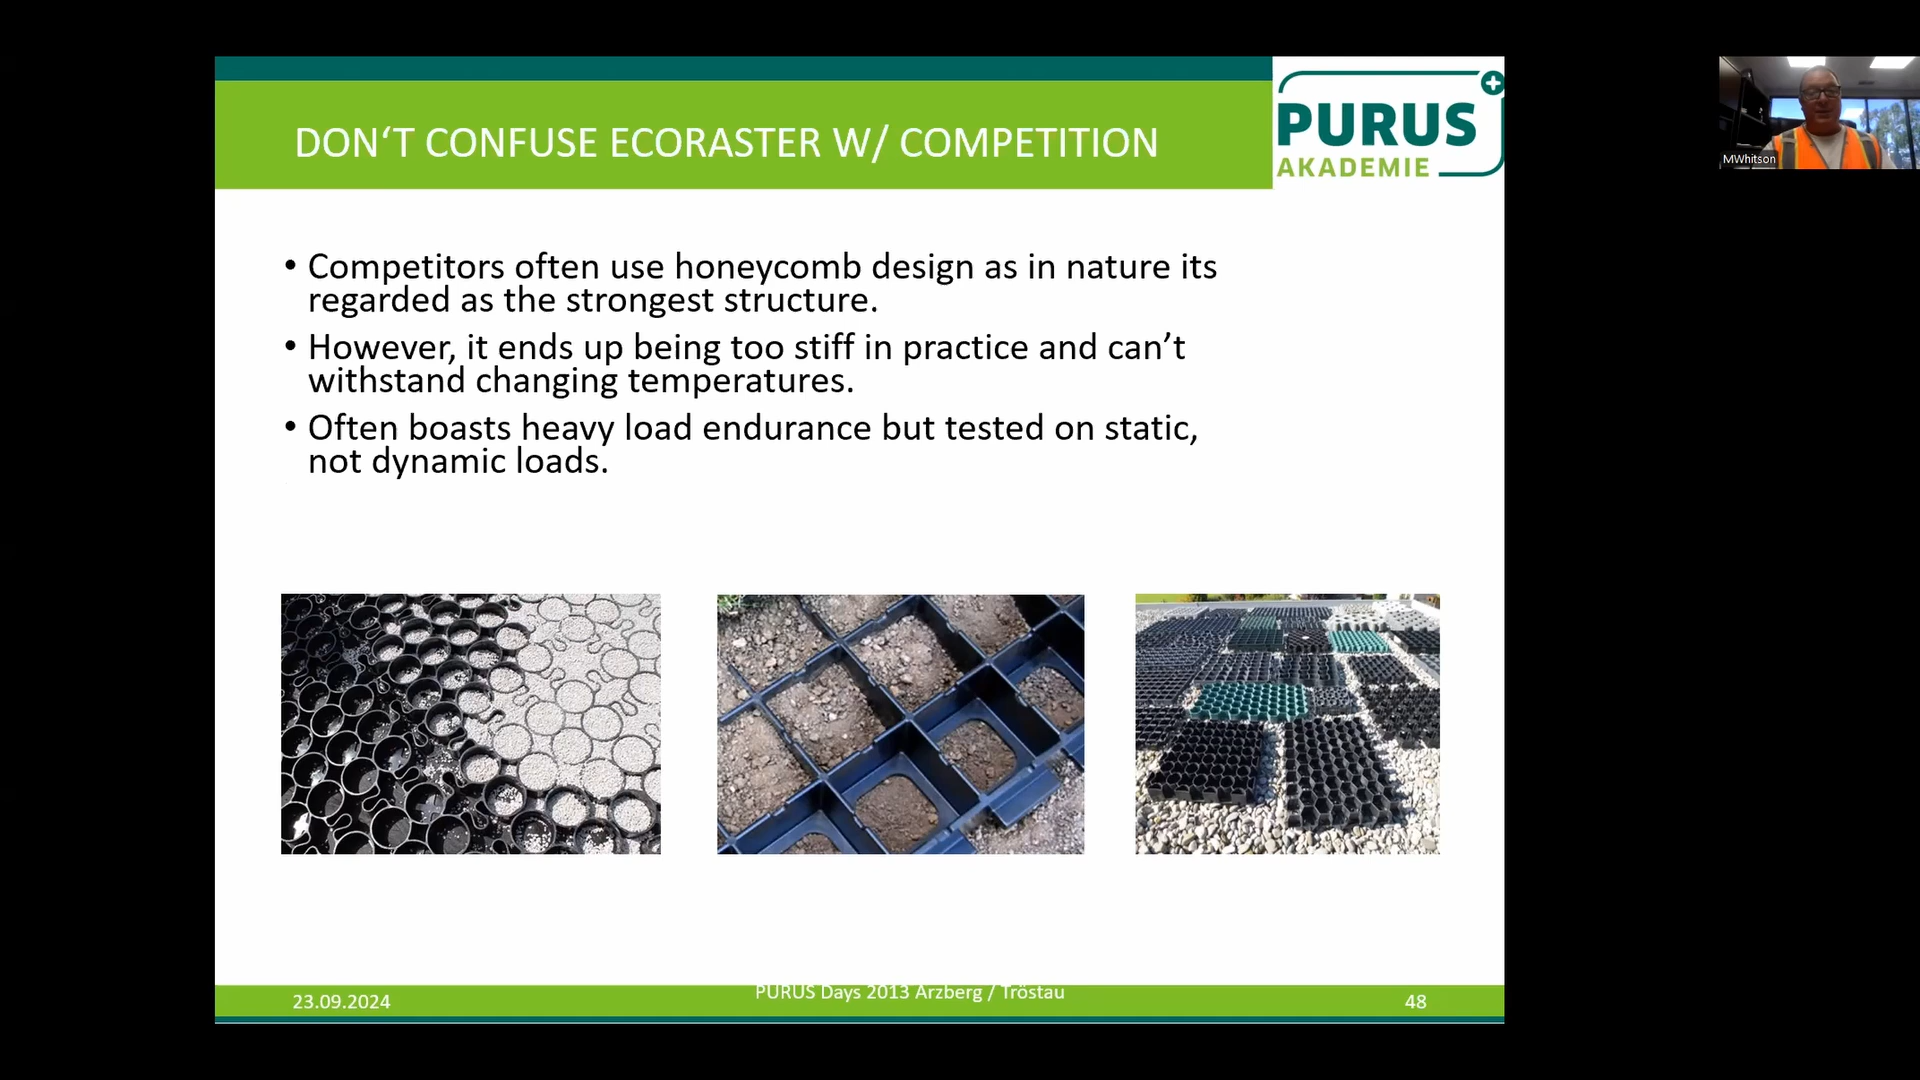 DON‘T CONFUSE ECORASTER W/ COMPETITION
PURUS
AKADEMIE
MWhitson
• Competitors often use honeycomb design as in nature its
regarded as the strongest structure.
• However, it ends up being too stiff in practice and can’t
withstand changing temperatures.
• Often boasts heavy load endurance but tested on static,
not dynamic loads.
23.09.2024
PURUS Days 2013 Arzberg / Tröstau
48